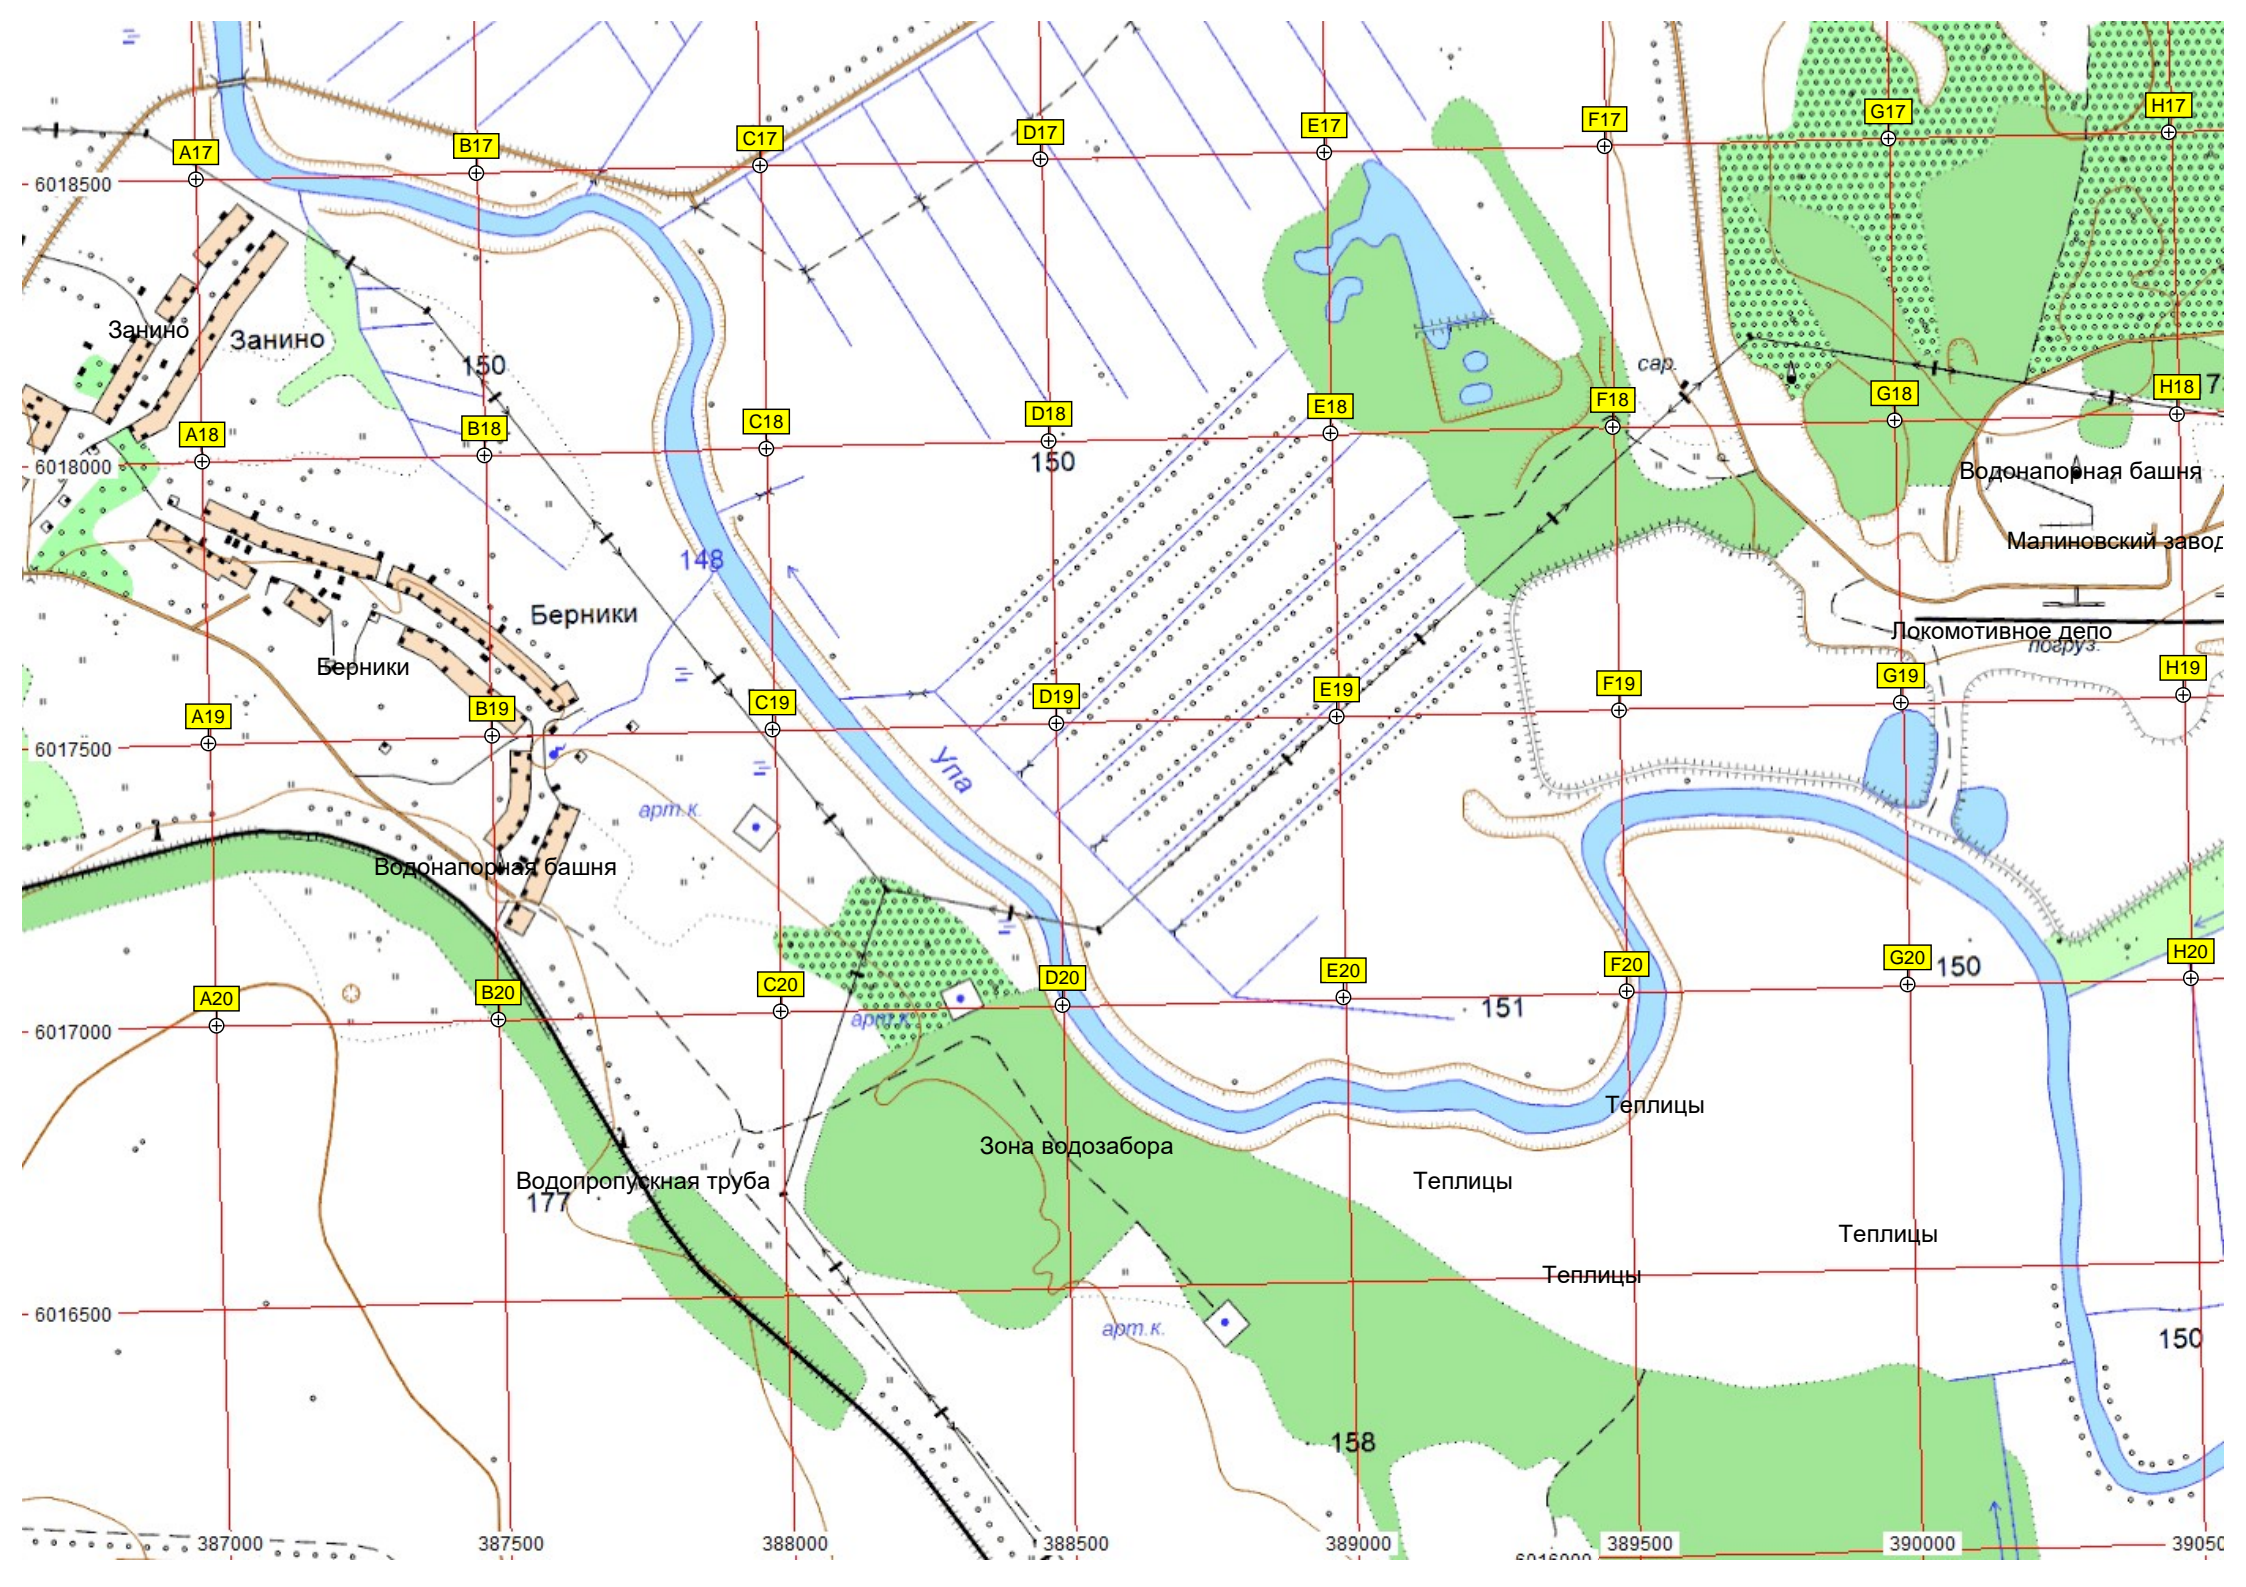 H17
G17
F17
E17
D17
C17
B17
A17
6018500
Занино
Занино
150
сар.
H18
G18
F18
E18
D18
C18
B18
A18
6018000
150
Водонапорная башня
148
Малиновский завод
Берники
Локомотивное депо
погруз.
Берники
H19
G19
F19
E19
D19
C19
B19
A19
6017500
Упа
арт.к.
Водонапорная башня
H20
G20
150
F20
E20
D20
C20
B20
A20
151
арт.к.
6017000
Теплицы
Зона водозабора
Водопропускная труба
177
Теплицы
Теплицы
Теплицы
6016500
арт.к.
150
158
387000
387500
388000
388500
389000
389500
390000